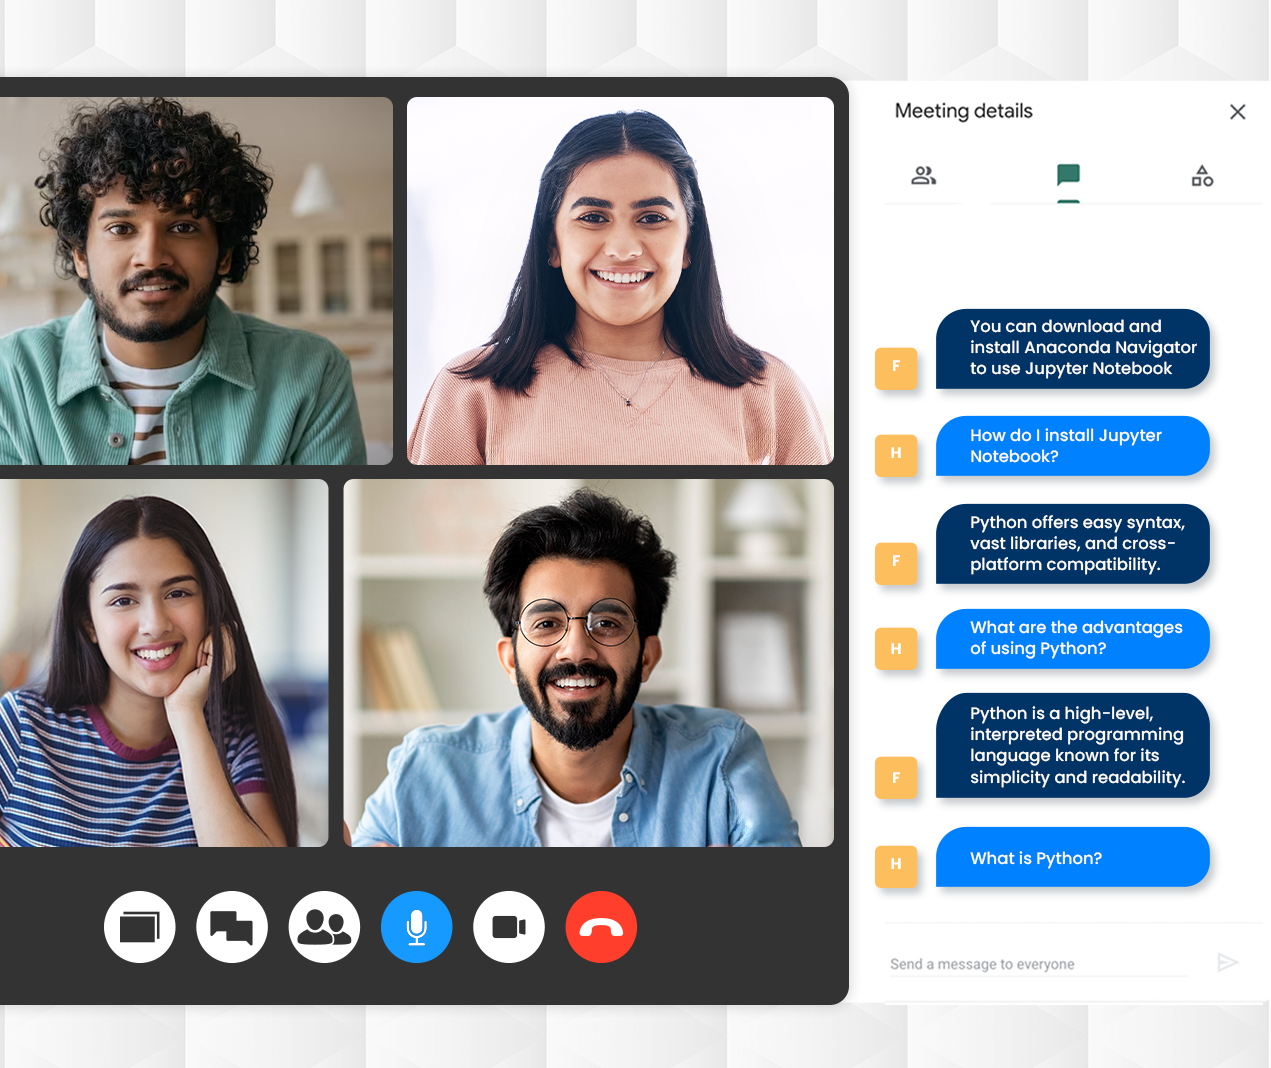 Meeting details
You can download and
install Anaconda Navigator
to use Jupyter Notebook
F
How do I install Jupyter
Notebook?
H
Python offers easy syntax,
vast libraries, and cross-
platform compatibility.
F
What are the advantages
of using Python?
H
Python is a high-level,
interpreted programming
language known for its
simplicity and readability.
F
What is Python?
H
Send a message to everyone